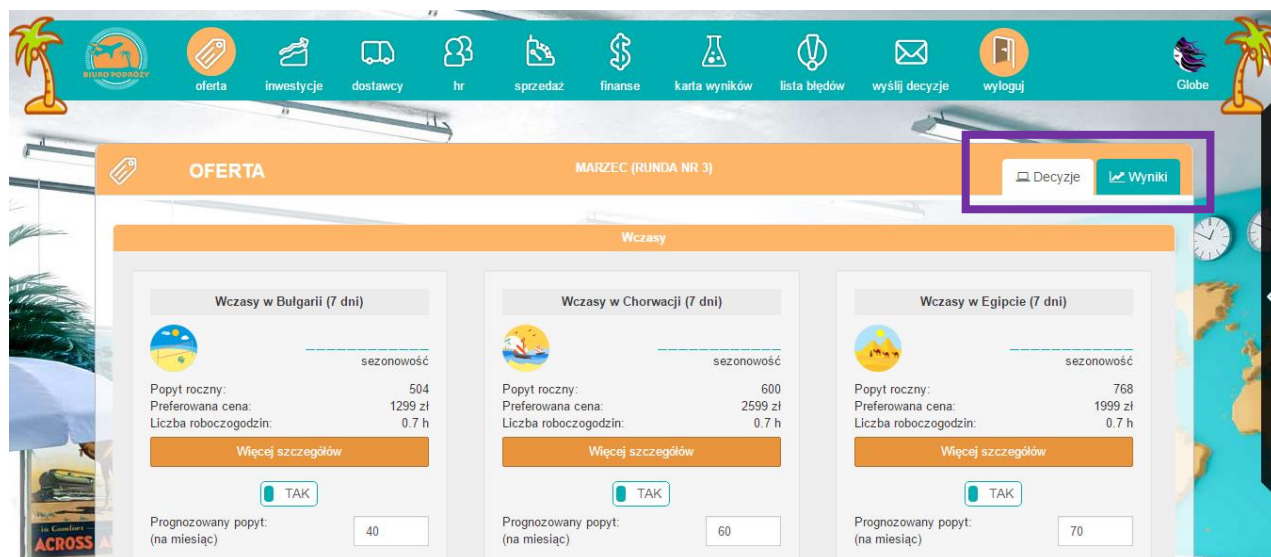 BIURO PODRÓŻY
oferta inwestycje dostawcy hr sprzedaż finanse karta wyników lista błędów wyślij decyzje wyloguj Globe
OFERTA MARZEC (RUNDA NR 3) Decyzje Wyniki
Wczasy
Wczasy w Bułgarii (7 dni)
sezonowość
Popyt roczny: 504
Preferowana cena: 1299 zł
Liczba roboczogodzin: 0.7 h
Więcej szczegółów
TAK
Prognozowany popyt:
(na miesiąc) 40
Wczasy w Chorwacji (7 dni)
sezonowość
Popyt roczny: 600
Preferowana cena: 2599 zł
Liczba roboczogodzin: 0.7 h
Więcej szczegółów
TAK
Prognozowany popyt:
(na miesiąc) 60
Wczasy w Egipcie (7 dni)
sezonowość
Popyt roczny: 768
Preferowana cena: 1999 zł
Liczba roboczogodzin: 0.7 h
Więcej szczegółów
TAK
Prognozowany popyt:
(na miesiąc) 70
in Comfort
ACROSS